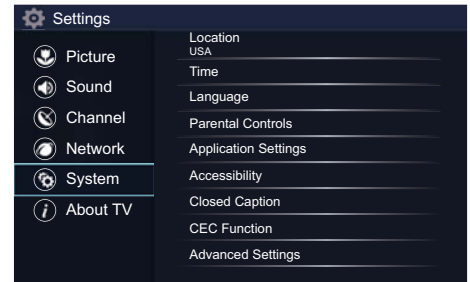 Settings
Picture
Sound
Channel
Network
System
About TV
Location
USA
Time
Language
Parental Controls
Application Settings
Accessibility
Closed Caption
CEC Function
Advanced Settings